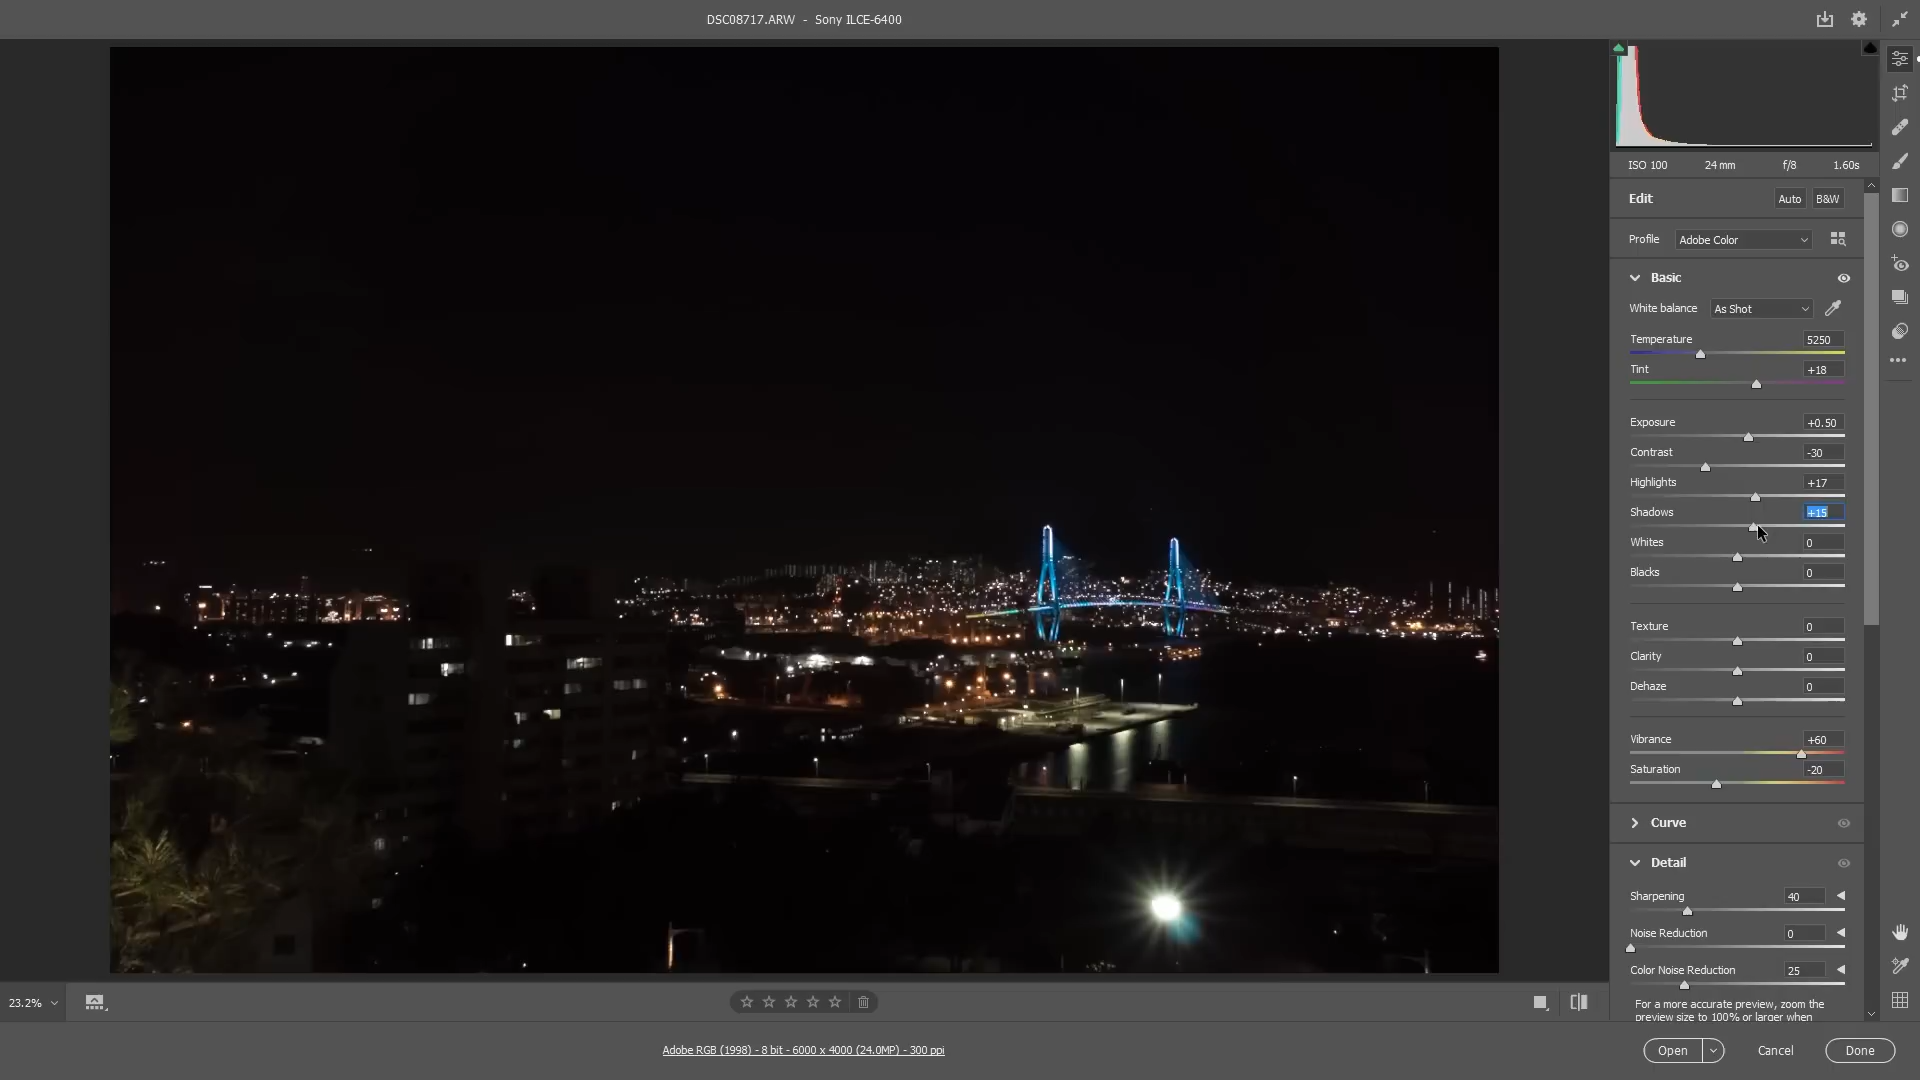 DSC08717.ARW - Sony ILCE-6400
ISO 100 24 mm f/8 1.60s
Edit Auto B&W
Profile Adobe Color
Basic
White balance As Shot
Temperature 5250
Tint +18
Exposure +0.50
Contrast -30
Highlights +17
Shadows +15
Whites 0
Blacks 0
Texture 0
Clarity 0
Dehaze 0
Vibrance +60
Saturation -20
Curve
Detail
Sharpening 40
Noise Reduction 0
Color Noise Reduction 25
For a more accurate preview, zoom the
preview size to 100% or larger when
23.2%
Adobe RGB (1998) - 8 bit - 6000 x 4000 (24.0MP) - 300 ppi
Open Cancel Done